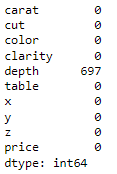 carat 0
cut 0
color 0
clarity 0
depth 697
table 0
x 0
y 0
z 0
price 0
dtype: int64